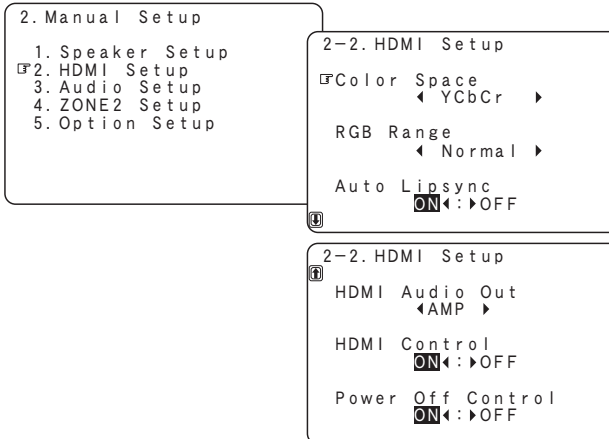 2.Manual Setup
1.Speaker Setup
☞2.HDMI Setup
3.Audio Setup
4.ZONE2 Setup
5.Option Setup
2−2.HDMI Setup
☞Color Space
◀ YCbCr ▶
RGB Range
◀ Normal ▶
Auto Lipsync
ON◀:▶OFF
2−2.HDMI Setup
HDMI Audio Out
◀AMP ▶
HDMI Control
ON◀:▶OFF
Power Off Control
ON◀:▶OFF